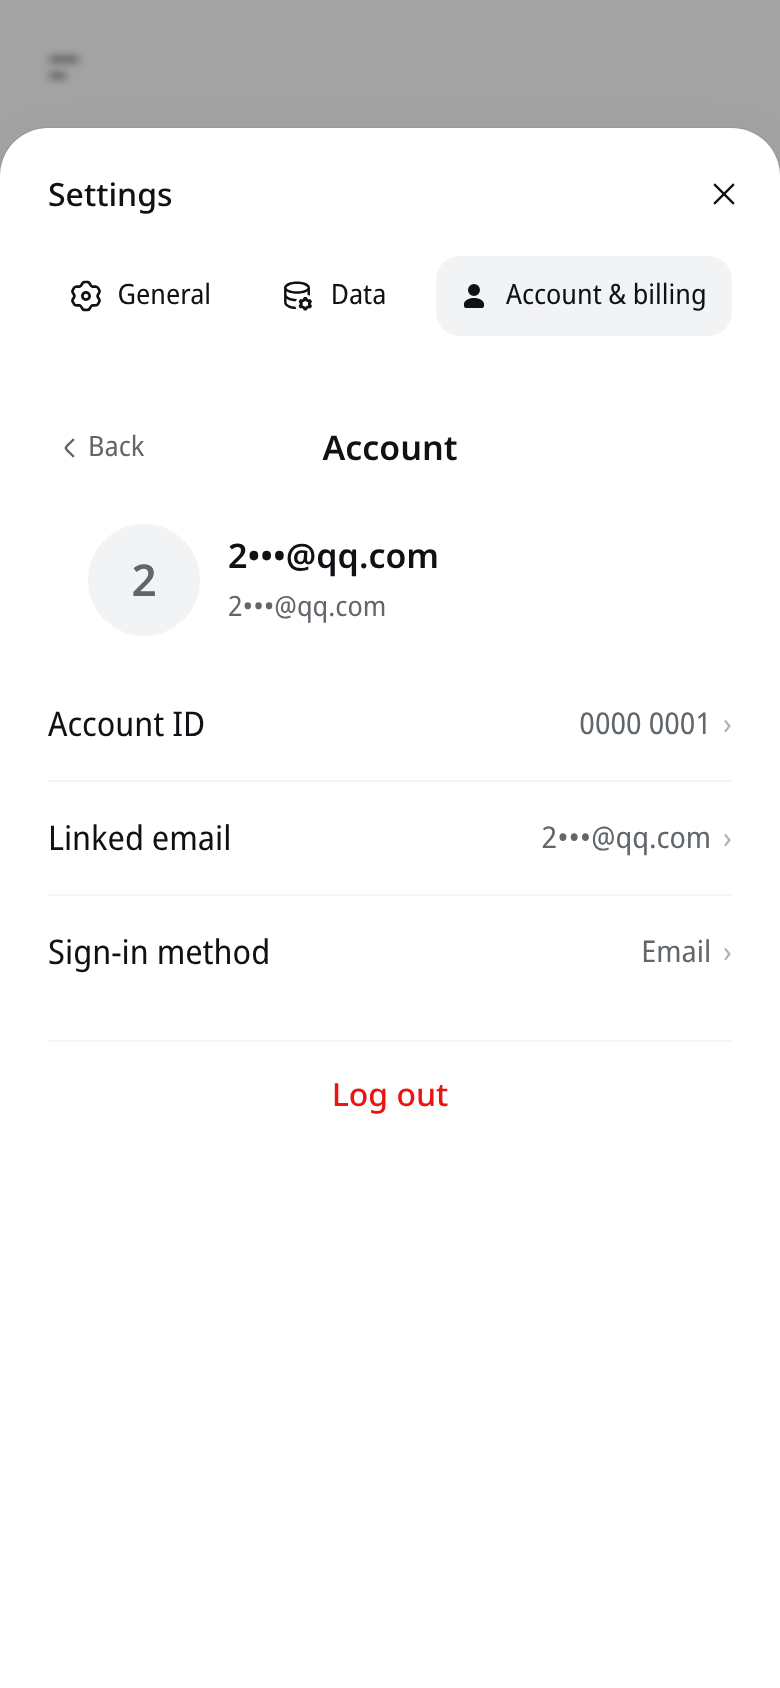 Settings
General
Data
Account & billing
Back
Account
2
2•••@qq.com
2•••@qq.com
Account ID
0000 0001
Linked email
2•••@qq.com
Sign-in method
Email
Log out